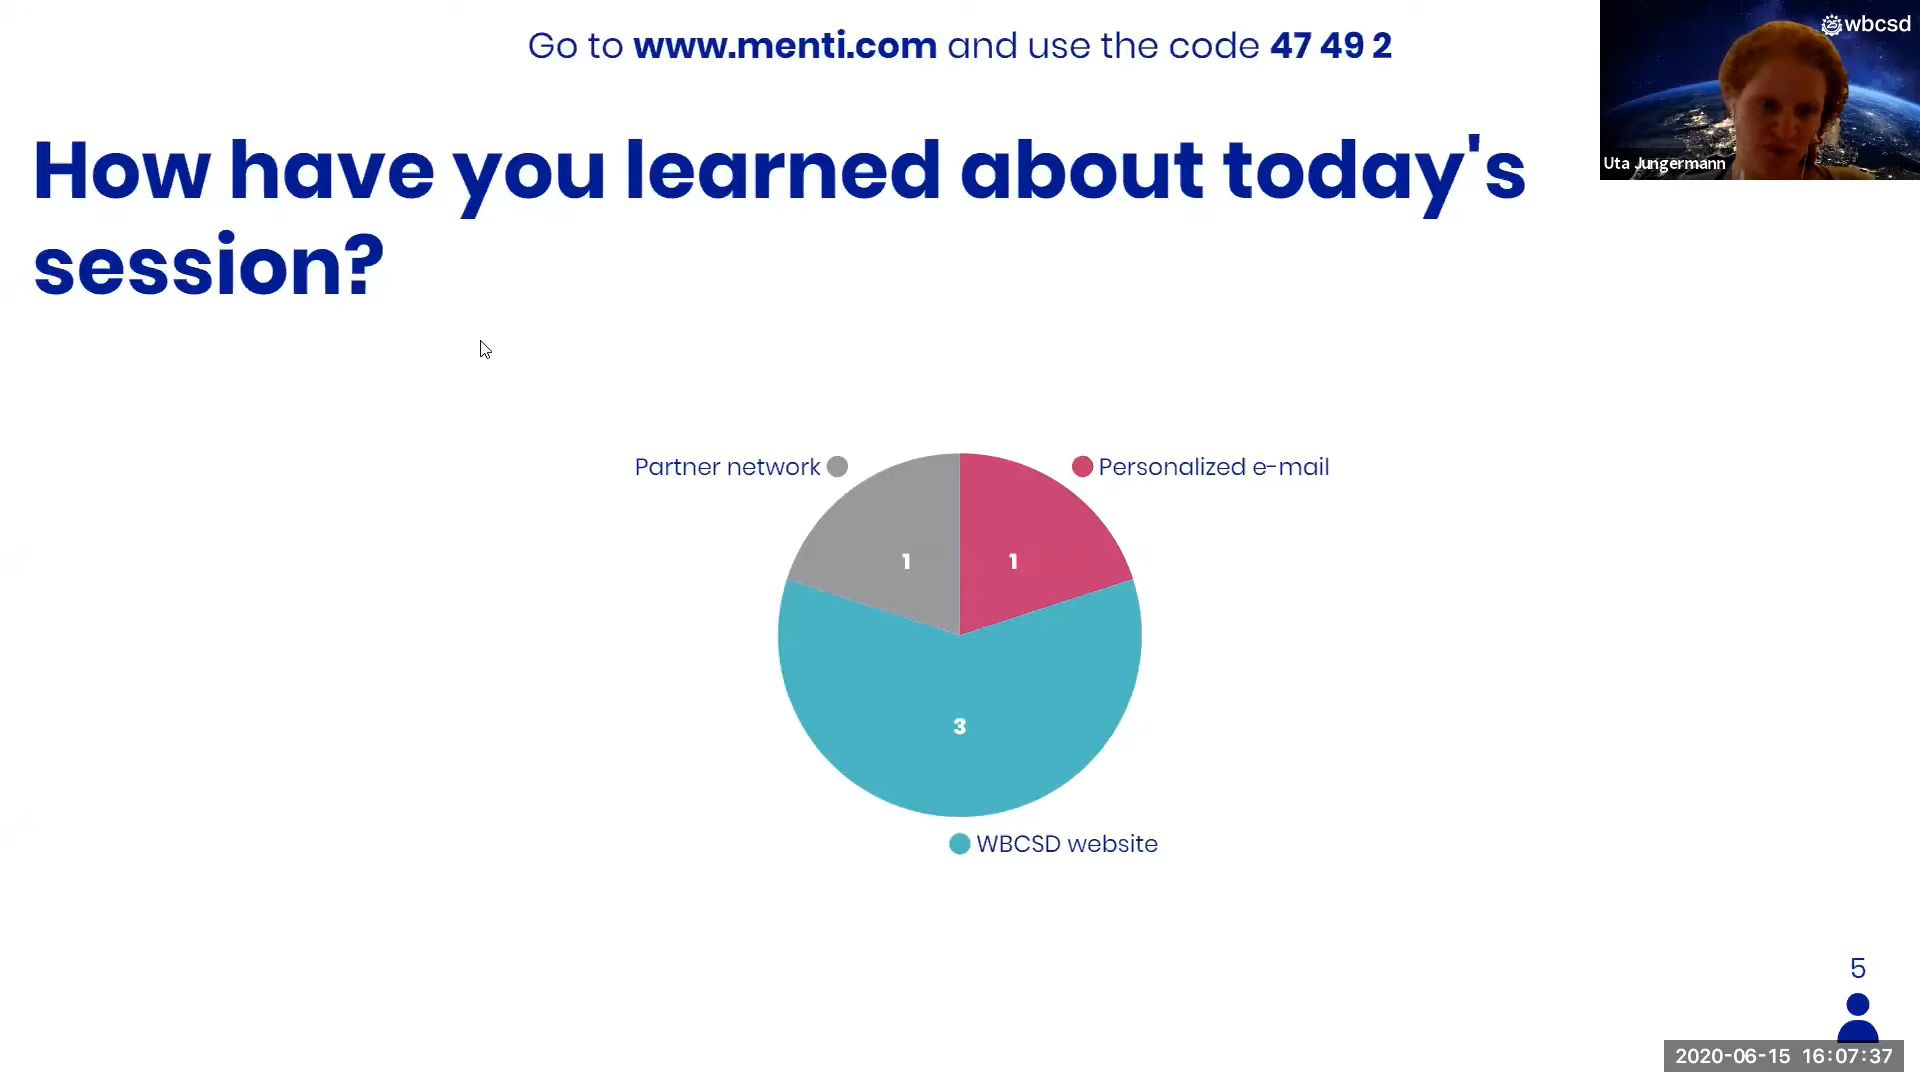 Go to www.menti.com and use the code 47 49 2
wbcsd
Uta Jungermann
How have you learned about today's
session?
Partner network
Personalized e-mail
1
1
3
WBCSD website
5
2020-06-15 16:07:37